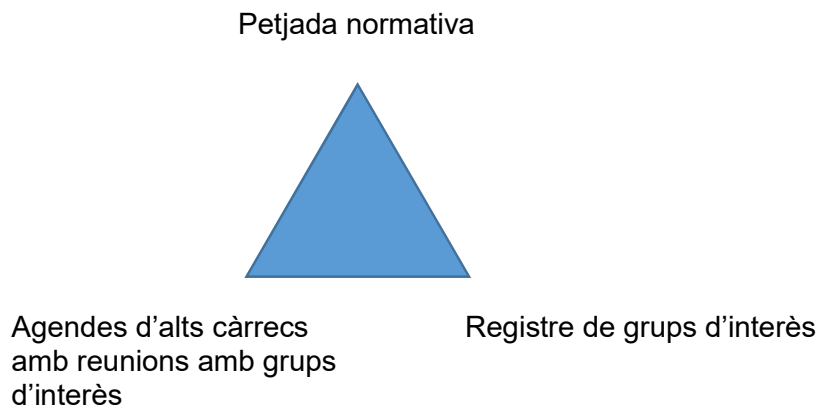 Petjada normativa
Agendes d’alts càrrecs
amb reunions amb grups
d’interès
Registre de grups d’interès